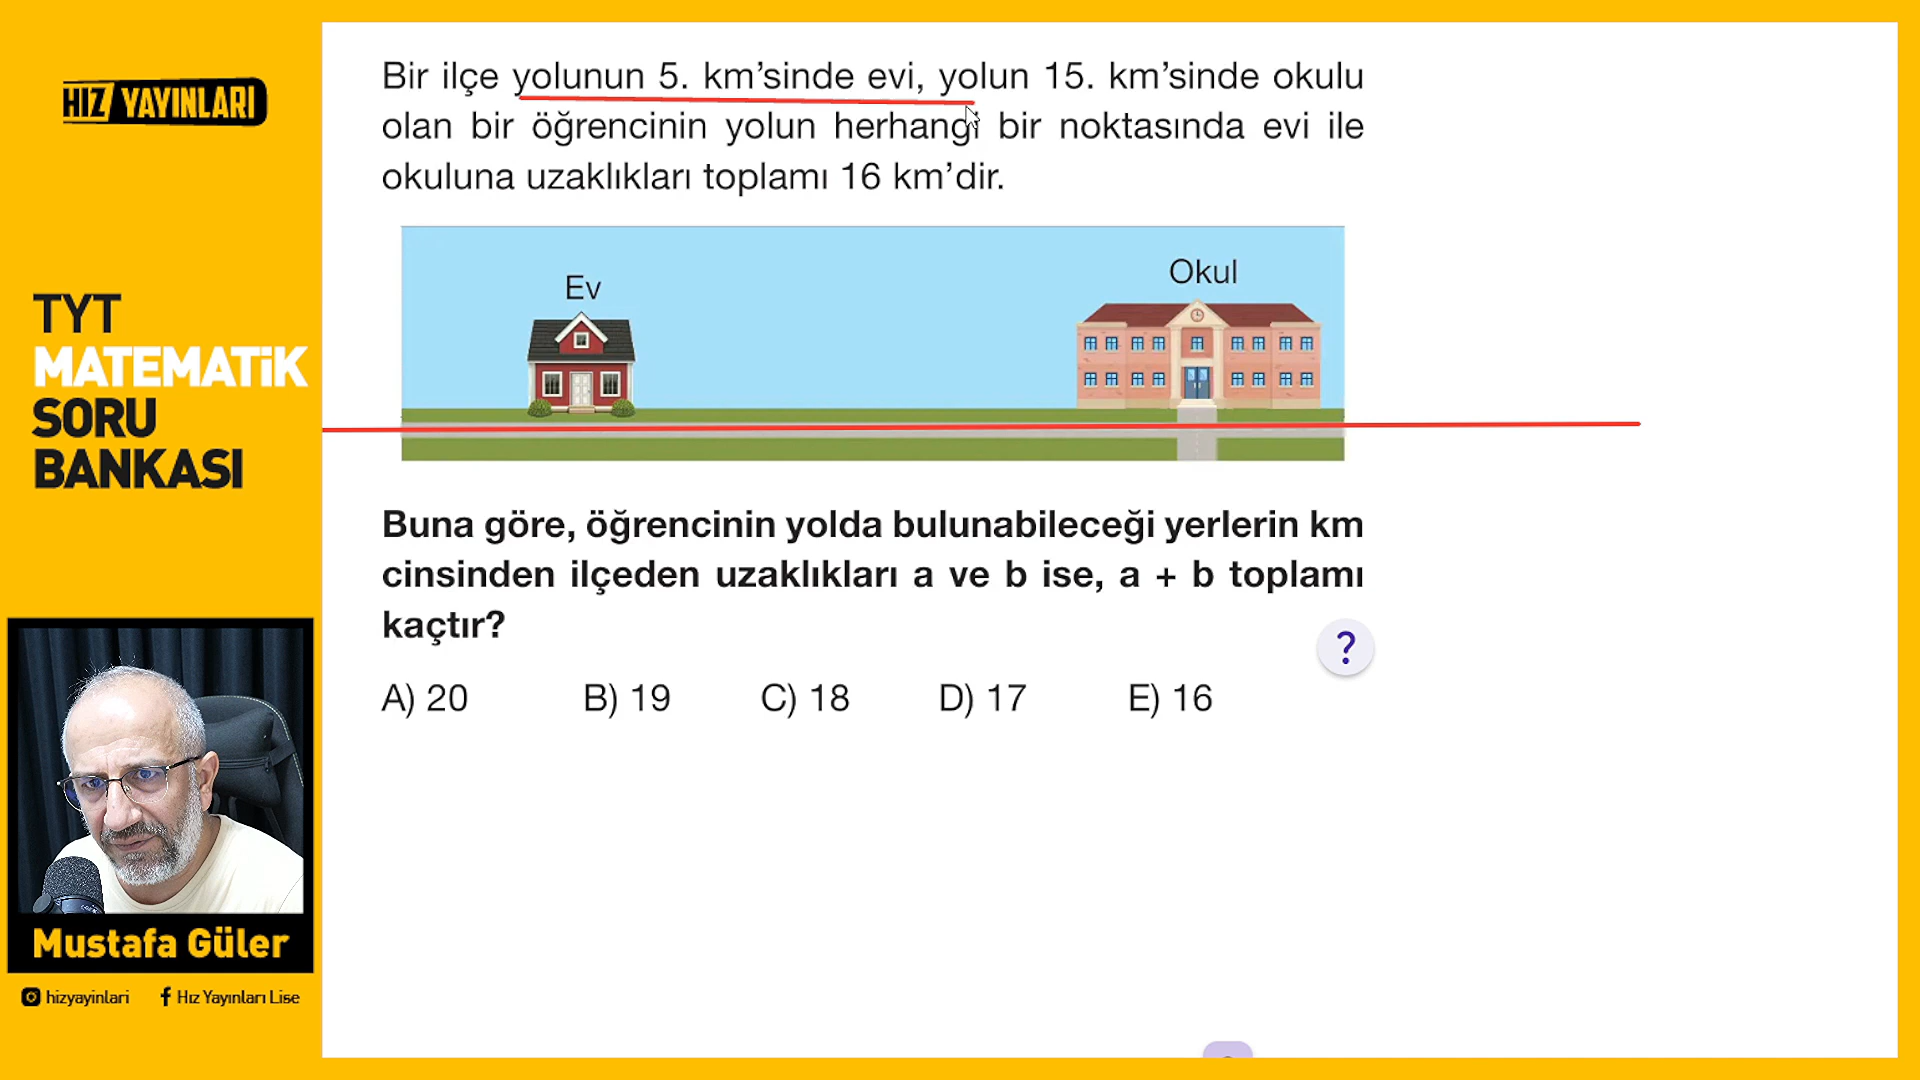 HIZ YAYINLARI
TYT
MATEMATİK
SORU
BANKASI
Mustafa Güler
hizyayinlari
Hız Yayınları Lise
Bir ilçe yolunun 5. km’sinde evi, yolun 15. km’sinde okulu
olan bir öğrencinin yolun herhangi bir noktasında evi ile
okuluna uzaklıkları toplamı 16 km’dir.
Ev
Okul
Buna göre, öğrencinin yolda bulunabileceği yerlerin km
cinsinden ilçeden uzaklıkları a ve b ise, a + b toplamı
kaçtır?
?
A) 20 B) 19 C) 18 D) 17 E) 16